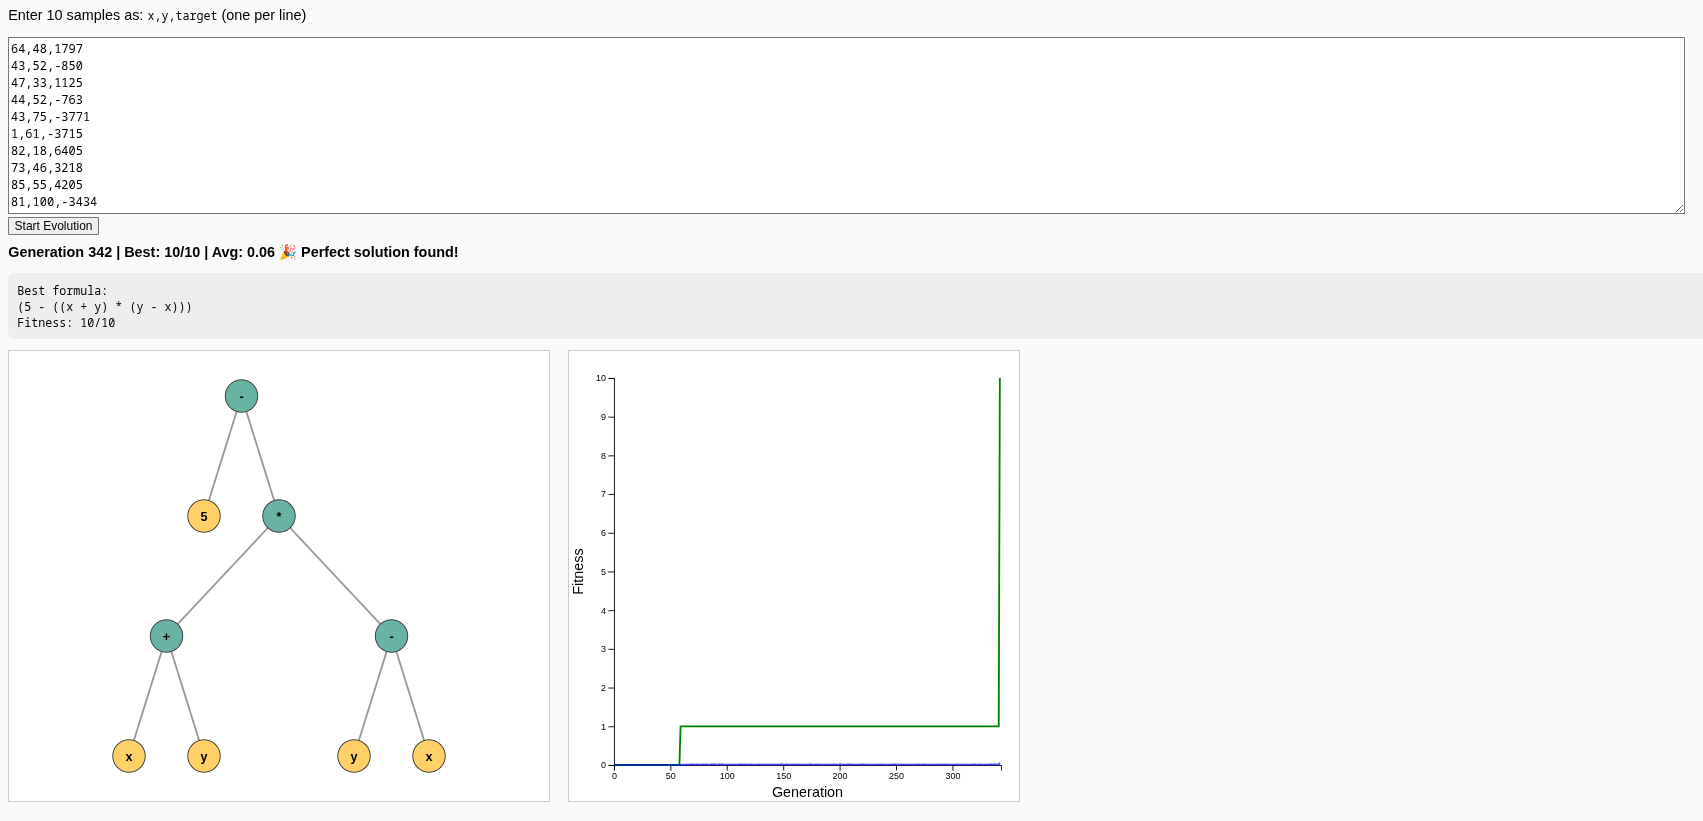 Enter 10 samples as: x,y,target (one per line)
64,48,1797
43,52,-850
47,33,1125
44,52,-763
43,75,-3771
1,61,-3715
82,18,6405
73,46,3218
85,55,4205
81,100,-3434
Start Evolution
Generation 342 | Best: 10/10 | Avg: 0.06 🎉 Perfect solution found!
Best formula:
(5 - ((x + y) * (y - x)))
Fitness: 10/10
-
5
*
+
-
x
y
y
x
10
9
8
7
6
5
4
3
2
1
0
Fitness
0 50 100 150 200 250 300
Generation